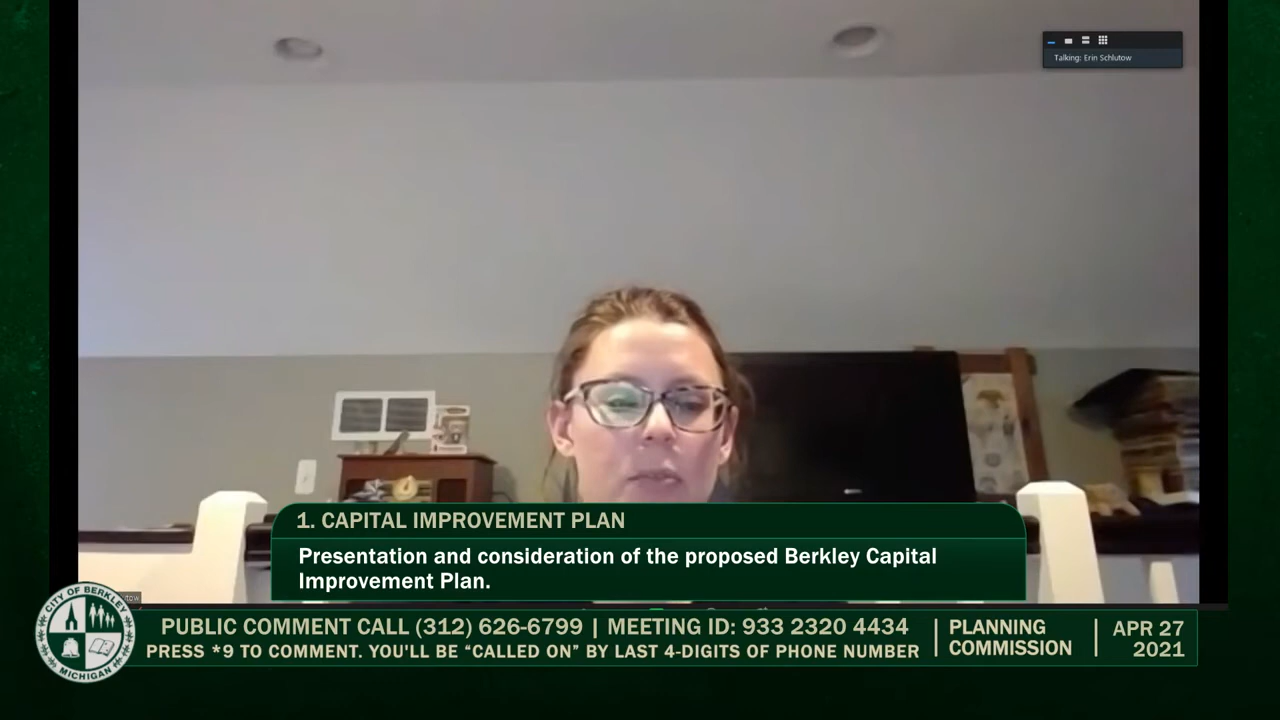 Talking: Erin Schlutow
1. CAPITAL IMPROVEMENT PLAN
Presentation and consideration of the proposed Berkley Capital
Improvement Plan.
CITY OF BERKLEY
MICHIGAN
PUBLIC COMMENT CALL (312) 626-6799 | MEETING ID: 933 2320 4434
PRESS *9 TO COMMENT. YOU'LL BE “CALLED ON” BY LAST 4-DIGITS OF PHONE NUMBER
PLANNING
COMMISSION
APR 27
2021